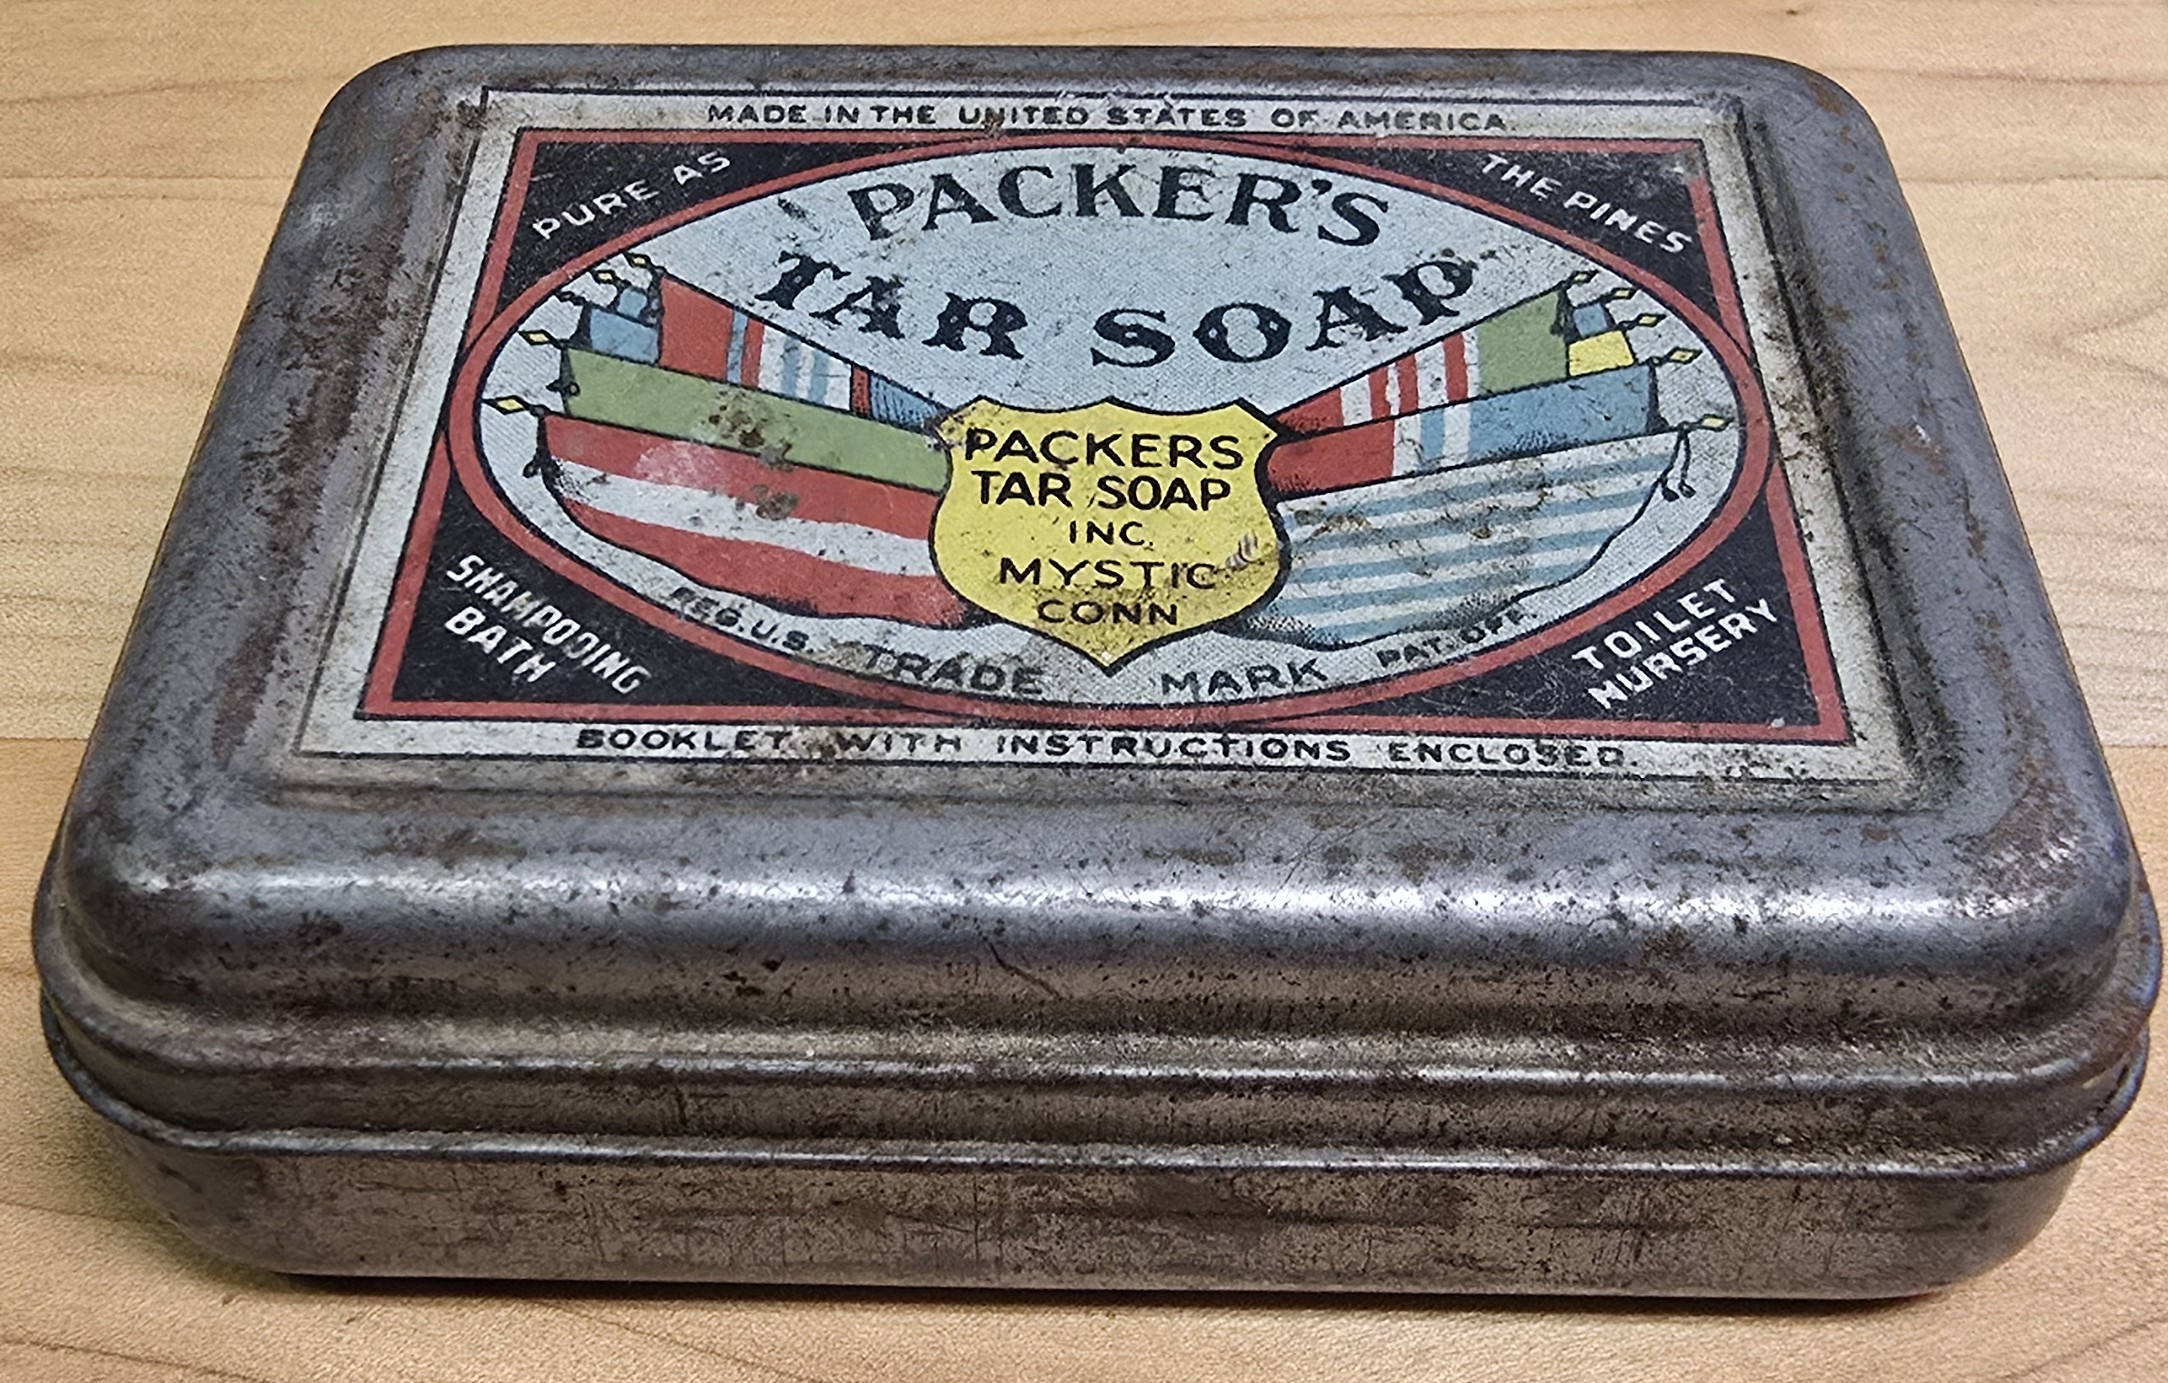 MADE IN THE UNITED STATES OF AMERICA.
PURE AS
THE PINES
PACKER'S
TAR SOAP
PACKERS
TAR SOAP
INC.
MYSTIC
CONN
SHAMPOOING
BATH
TOILET
NURSERY
REG. U.S. TRADE MARK PAT. OFF.
BOOKLET WITH INSTRUCTIONS ENCLOSED.